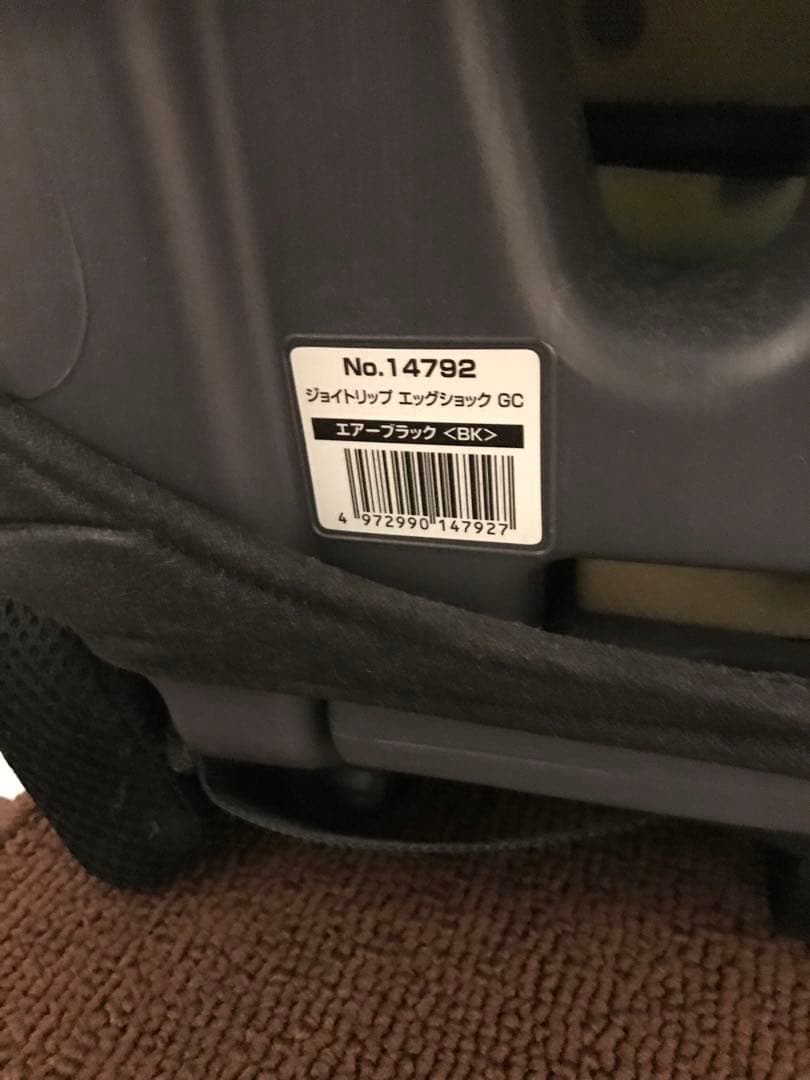 No.14792
ジョイトリップ エッグショック GC
エアーブラック <BK>
4 972990 147927